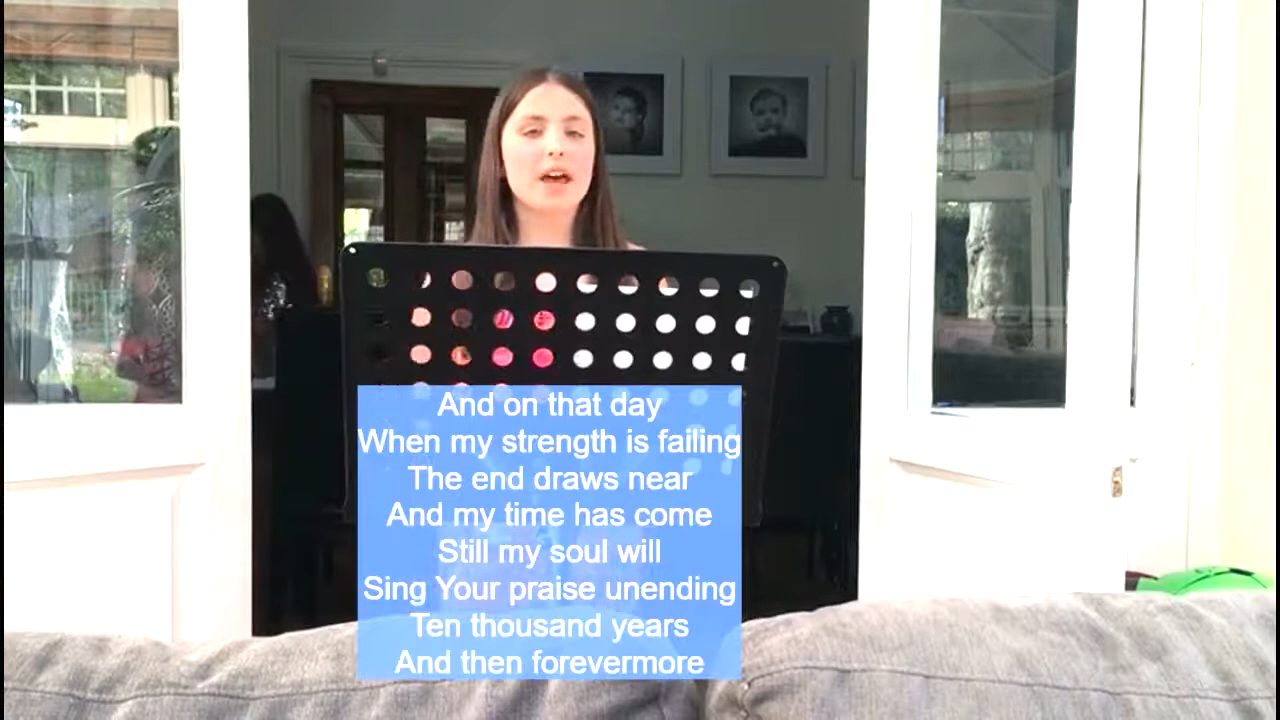 And on that day
When my strength is failing
The end draws near
And my time has come
Still my soul will
Sing Your praise unending
Ten thousand years
And then forevermore